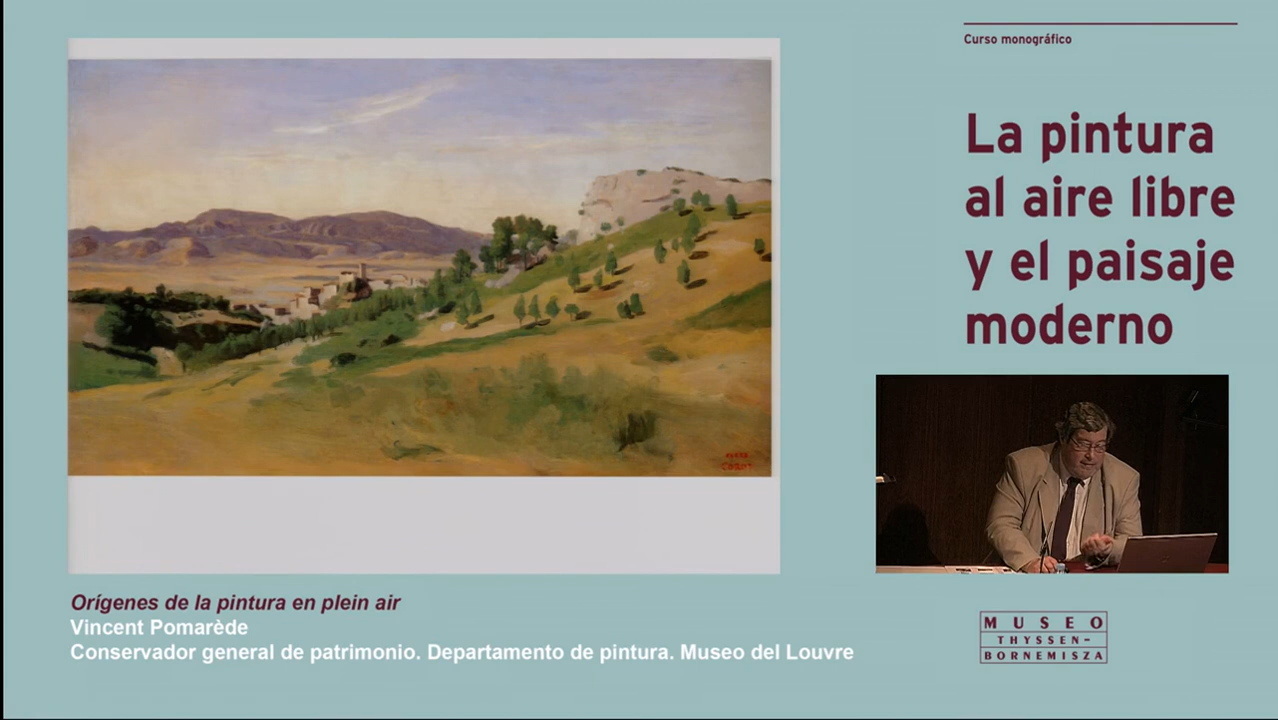 Curso monográfico
La pintura
al aire libre
y el paisaje
moderno
COROT
Orígenes de la pintura en plein air
Vincent Pomarède
Conservador general de patrimonio. Departamento de pintura. Museo del Louvre
MUSEO
THYSSEN-
BORNEMISZA